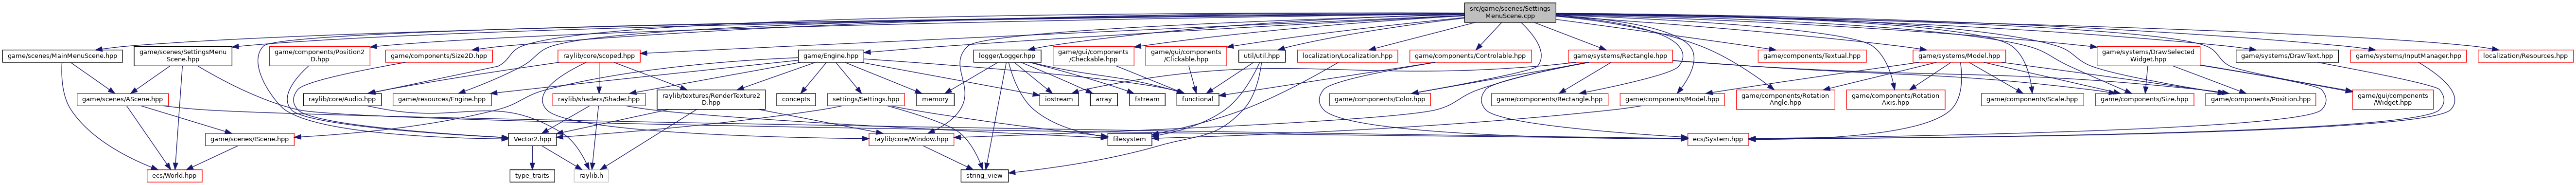 src/game/scenes/Settings
MenuScene.cpp
game/scenes/MainMenuScene.hpp
game/scenes/SettingsMenu
Scene.hpp
game/components/Position2
D.hpp
game/components/Size2D.hpp
raylib/core/scoped.hpp
game/Engine.hpp
logger/Logger.hpp
game/gui/components
/Checkable.hpp
game/gui/components
/Clickable.hpp
util/util.hpp
localization/Localization.hpp
game/components/Controlable.hpp
game/systems/Rectangle.hpp
game/components/Textual.hpp
game/systems/Model.hpp
game/systems/DrawSelected
Widget.hpp
game/systems/DrawText.hpp
game/systems/InputManager.hpp
localization/Resources.hpp
game/scenes/AScene.hpp
raylib/core/Audio.hpp
game/resources/Engine.hpp
raylib/shaders/Shader.hpp
raylib/textures/RenderTexture2
D.hpp
concepts
settings/Settings.hpp
memory
iostream
array
fstream
functional
game/components/Color.hpp
game/components/Rectangle.hpp
game/components/Model.hpp
game/components/Rotation
Angle.hpp
game/components/Rotation
Axis.hpp
game/components/Scale.hpp
game/components/Size.hpp
game/components/Position.hpp
game/gui/components
/Widget.hpp
game/scenes/IScene.hpp
Vector2.hpp
raylib/core/Window.hpp
filesystem
ecs/System.hpp
ecs/World.hpp
type_traits
raylib.h
string_view